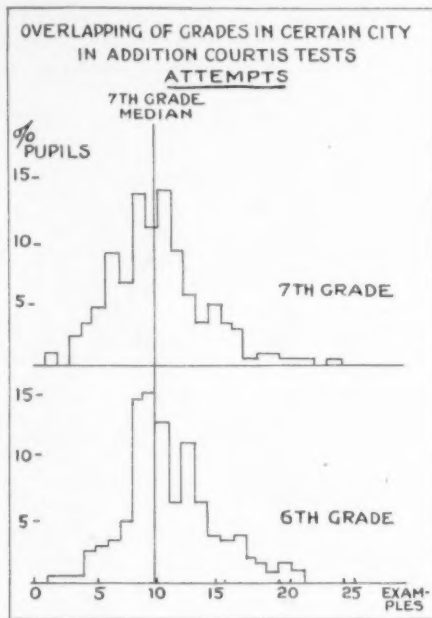 OVERLAPPING OF GRADES IN CERTAIN CITY
IN ADDITION COURTIS TESTS
ATTEMPTS
7TH GRADE
MEDIAN
%
PUPILS
15
10
5
7TH GRADE
15
10
5
6TH GRADE
0 5 10 15 20 25 EXAM-
PLES